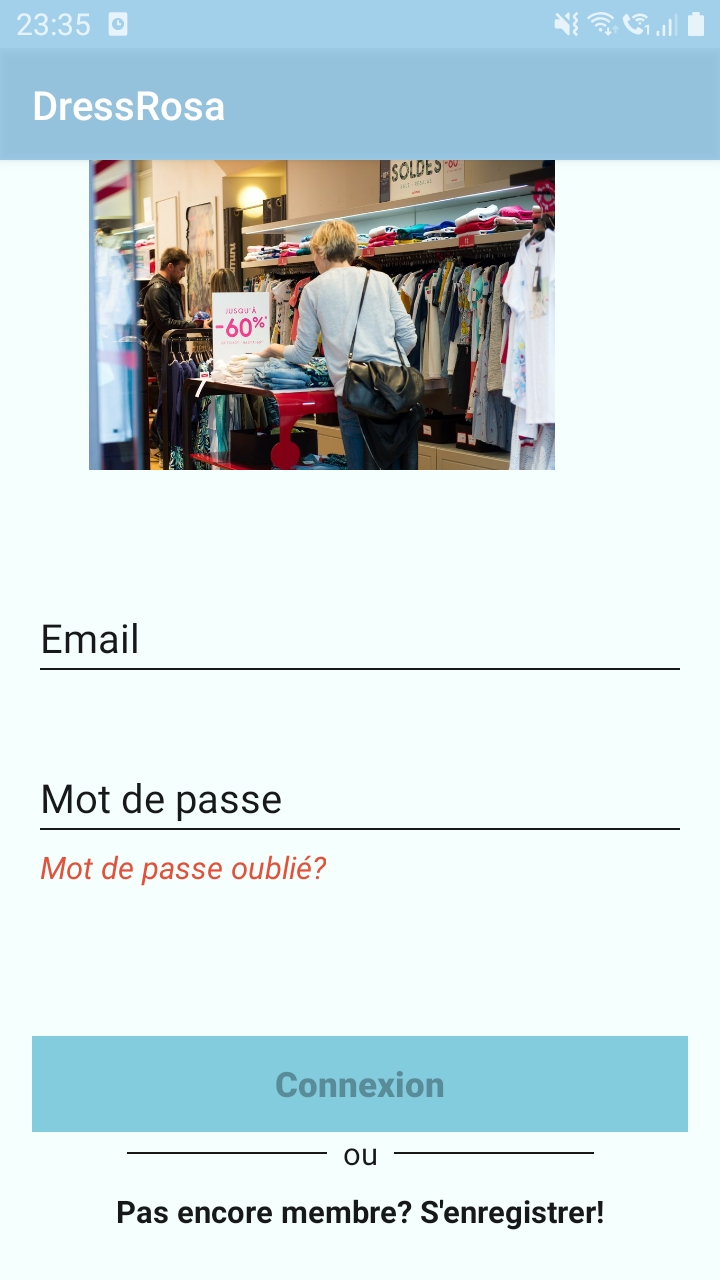 23:35
DressRosa
SOLDES
-60
JUSQU'À
-60%*
Email
Mot de passe
Mot de passe oublié?
Connexion
ou
Pas encore membre? S'enregistrer!